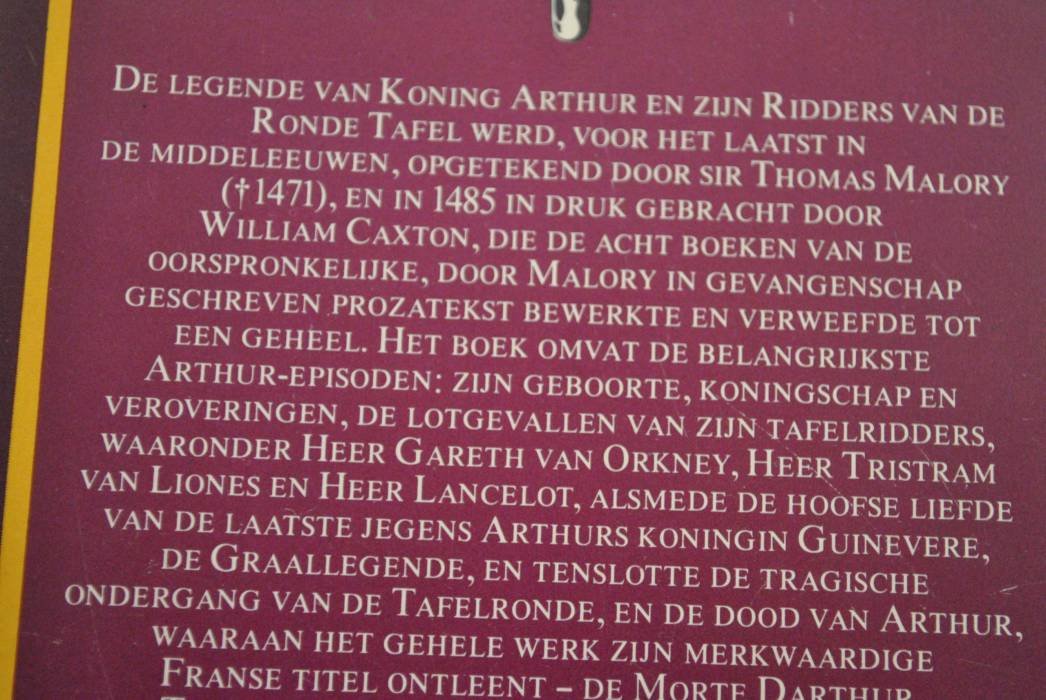 De legende van Koning Arthur en zijn Ridders van de
Ronde Tafel werd, voor het laatst in
de middeleeuwen, opgetekend door sir Thomas Malory
(†1471), en in 1485 in druk gebracht door
William Caxton, die de acht boeken van de
oorspronkelijke, door Malory in gevangenschap
geschreven prozatekst bewerkte en verweefde tot
een geheel. Het boek omvat de belangrijkste
Arthur-episoden: zijn geboorte, koningschap en
veroveringen, de lotgevallen van zijn tafelridders,
waaronder Heer Gareth van Orkney, Heer Tristram
van Liones en Heer Lancelot, alsmede de hoofse liefde
van de laatste jegens Arthurs koningin Guinevere,
de Graallegende, en tenslotte de tragische
ondergang van de Tafelronde, en de dood van Arthur,
waaraan het gehele werk zijn merkwaardige
Franse titel ontleent – de Morte Darthur